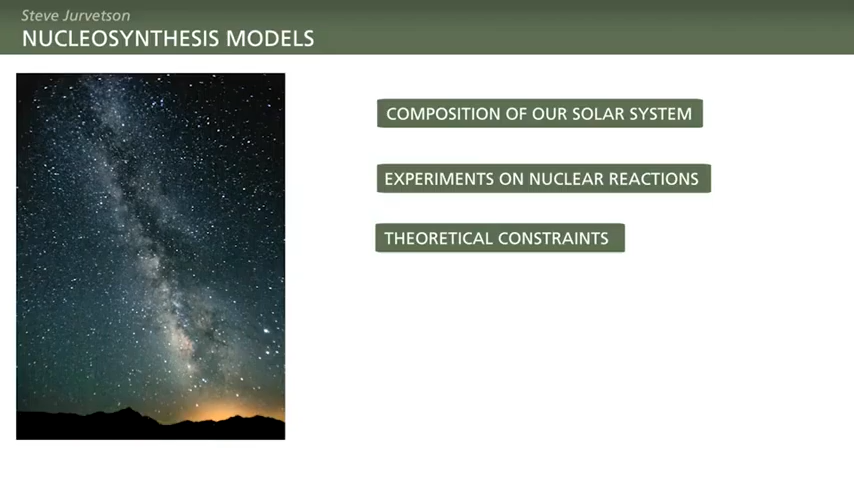 Steve Jurvetson
NUCLEOSYNTHESIS MODELS
COMPOSITION OF OUR SOLAR SYSTEM
EXPERIMENTS ON NUCLEAR REACTIONS
THEORETICAL CONSTRAINTS